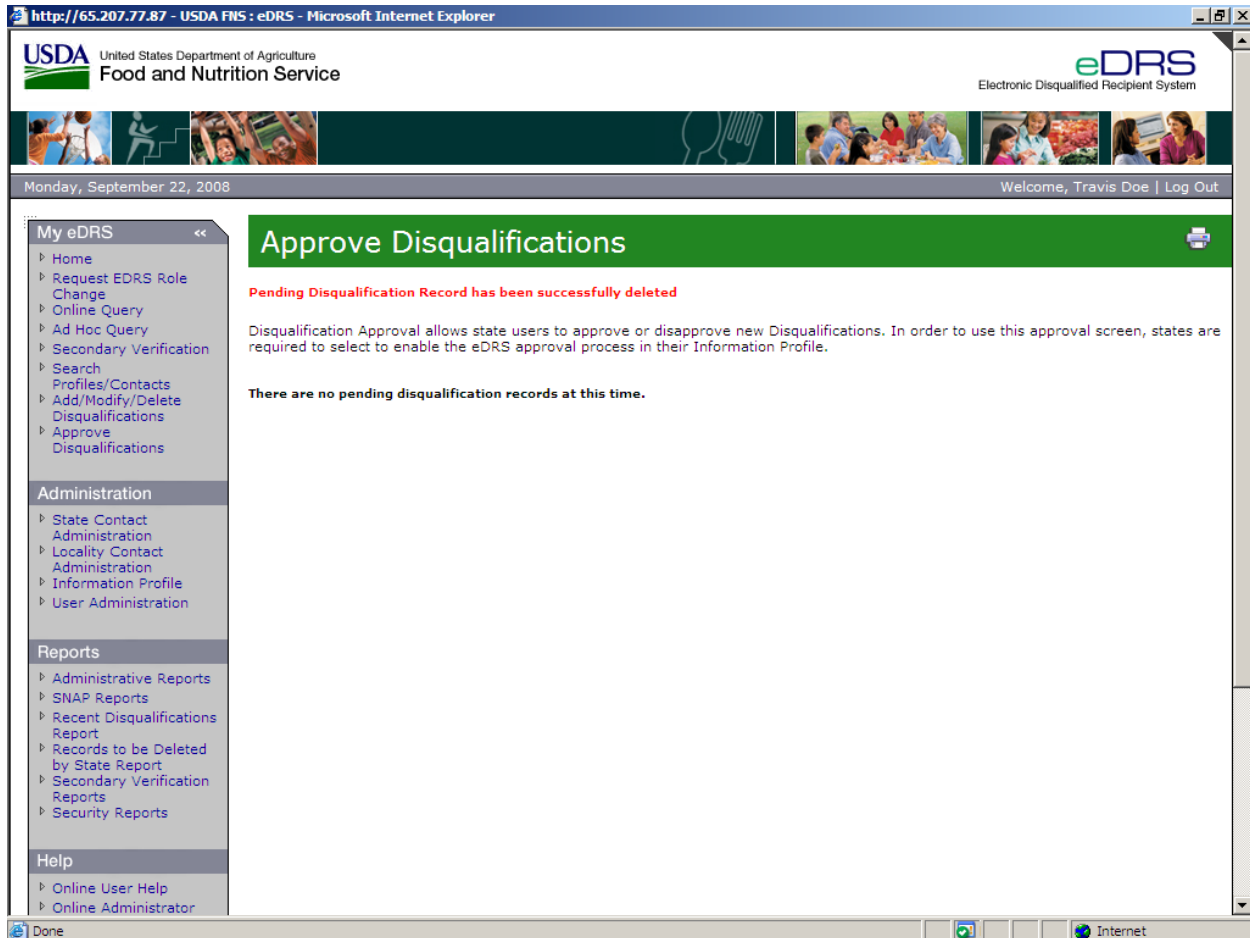 http://65.207.77.87 - USDA FNS : eDRS - Microsoft Internet Explorer
USDA
United States Department of Agriculture
Food and Nutrition Service
eDRS
Electronic Disqualified Recipient System
Monday, September 22, 2008
Welcome, Travis Doe | Log Out
My eDRS <<
Home
Request EDRS Role
Change
Online Query
Ad Hoc Query
Secondary Verification
Search
Profiles/Contacts
Add/Modify/Delete
Disqualifications
Approve
Disqualifications
Administration
State Contact
Administration
Locality Contact
Administration
Information Profile
User Administration
Reports
Administrative Reports
SNAP Reports
Recent Disqualifications
Report
Records to be Deleted
by State Report
Secondary Verification
Reports
Security Reports
Help
Online User Help
Online Administrator
Approve Disqualifications
Pending Disqualification Record has been successfully deleted
Disqualification Approval allows state users to approve or disapprove new Disqualifications. In order to use this approval screen, states are
required to select to enable the eDRS approval process in their Information Profile.
There are no pending disqualification records at this time.
Done
Internet